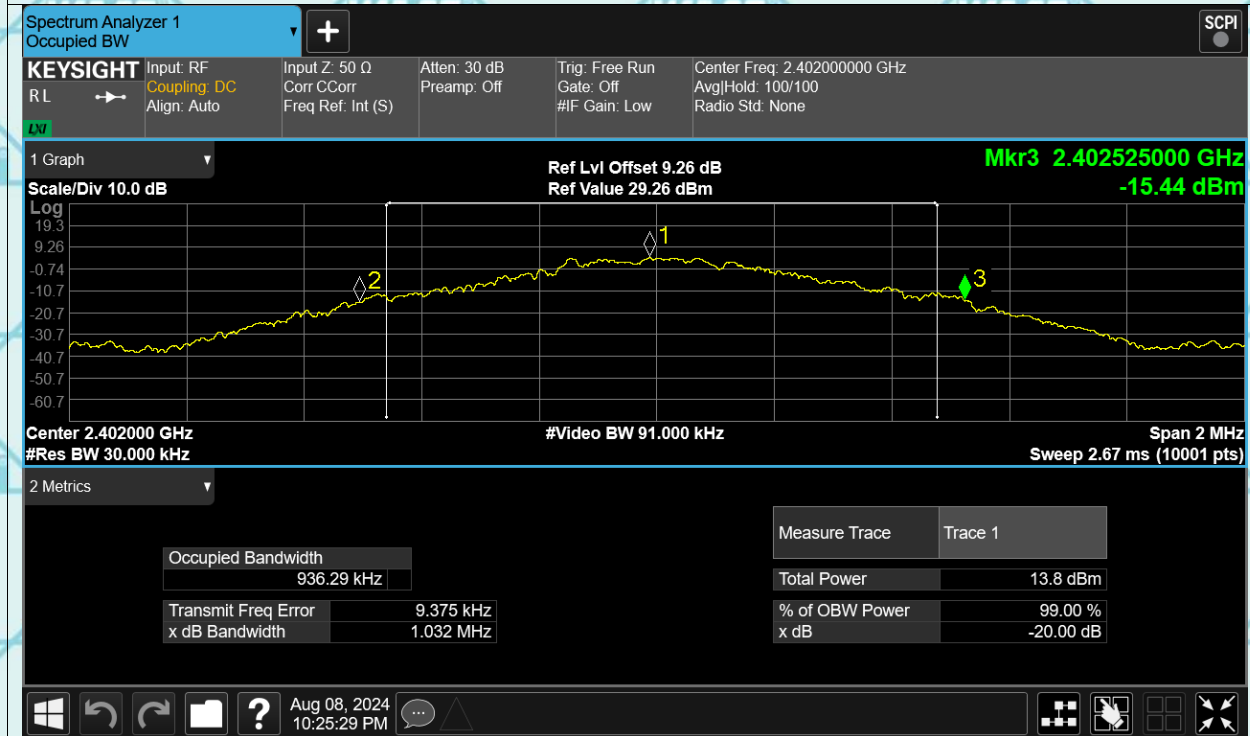 Spectrum Analyzer 1
Occupied BW
▼
+
SCPI
KEYSIGHT
R L
LXI
Input: RF
Coupling: DC
Align: Auto
Input Z: 50 Ω
Corr CCorr
Freq Ref: Int (S)
Atten: 30 dB
Preamp: Off
Trig: Free Run
Gate: Off
#IF Gain: Low
Center Freq: 2.402000000 GHz
Avg|Hold: 100/100
Radio Std: None
1 Graph ▼
Scale/Div 10.0 dB
Ref Lvl Offset 9.26 dB
Ref Value 29.26 dBm
Mkr3 2.402525000 GHz
-15.44 dBm
Log
19.3
9.26
-0.74
-10.7
-20.7
-30.7
-40.7
-50.7
-60.7
1
2
3
Center 2.402000 GHz
#Video BW 91.000 kHz
Span 2 MHz
#Res BW 30.000 kHz
Sweep 2.67 ms (10001 pts)
2 Metrics ▼
Measure Trace Trace 1
Occupied Bandwidth
936.29 kHz
Total Power 13.8 dBm
Transmit Freq Error 9.375 kHz
% of OBW Power 99.00 %
x dB Bandwidth 1.032 MHz
x dB -20.00 dB
?
Aug 08, 2024
10:25:29 PM